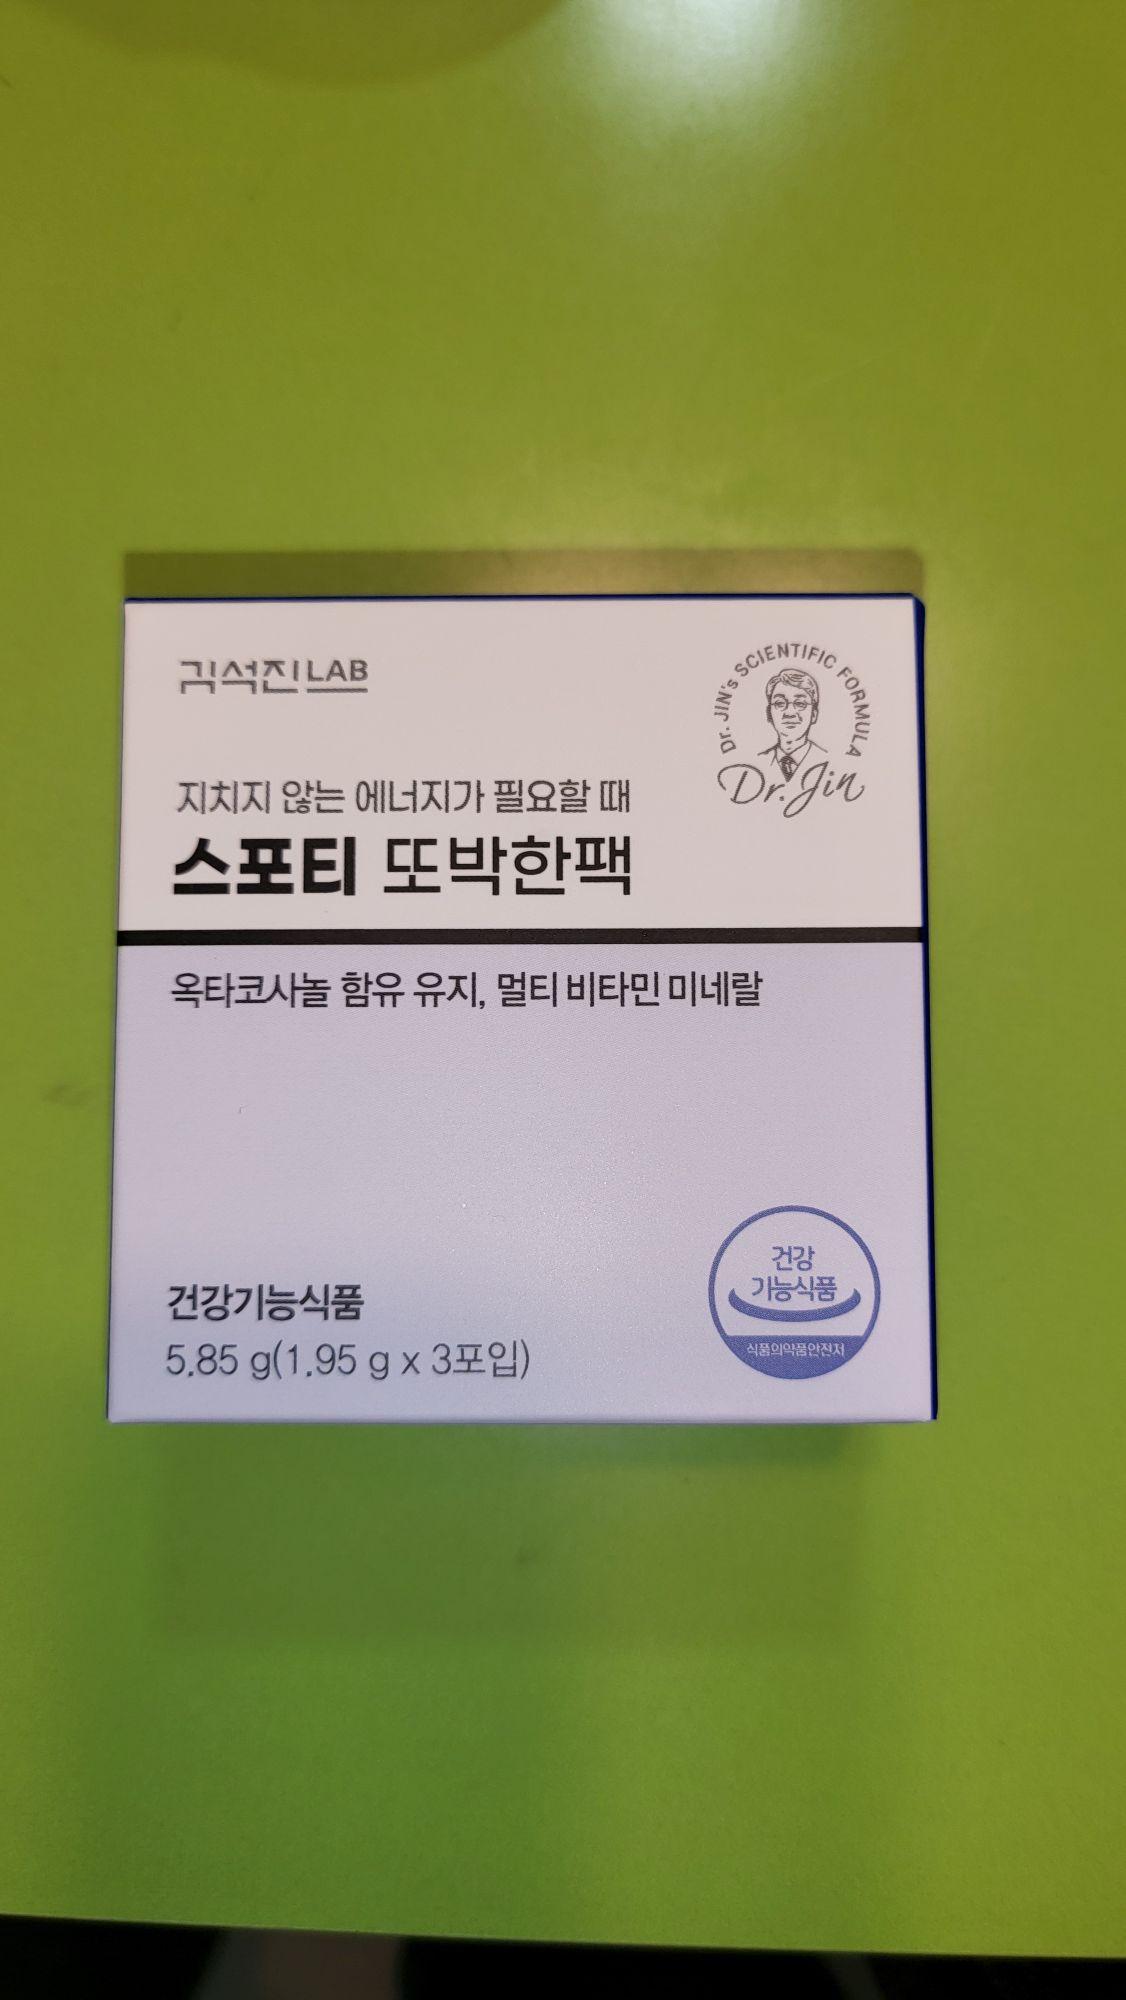 김석진LAB
Dr. JIN's SCIENTIFIC FORMULA
Dr. Jin
지치지 않는 에너지가 필요할 때
스포티 또박한팩
옥타코사놀 함유 유지, 멀티 비타민 미네랄
건강
기능식품
식품의약품안전처
건강기능식품
5.85 g(1.95 g x 3포입)